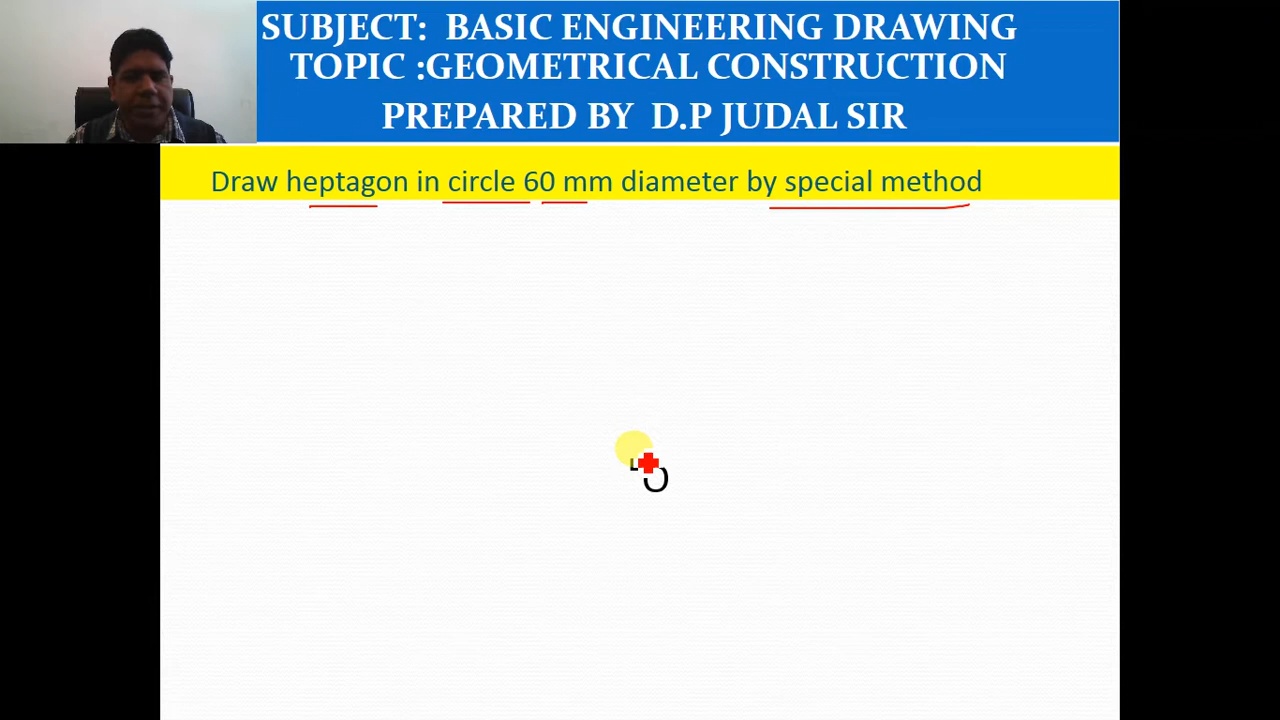 SUBJECT: BASIC ENGINEERING DRAWING
TOPIC :GEOMETRICAL CONSTRUCTION
PREPARED BY D.P JUDAL SIR
Draw heptagon in circle 60 mm diameter by special method
O